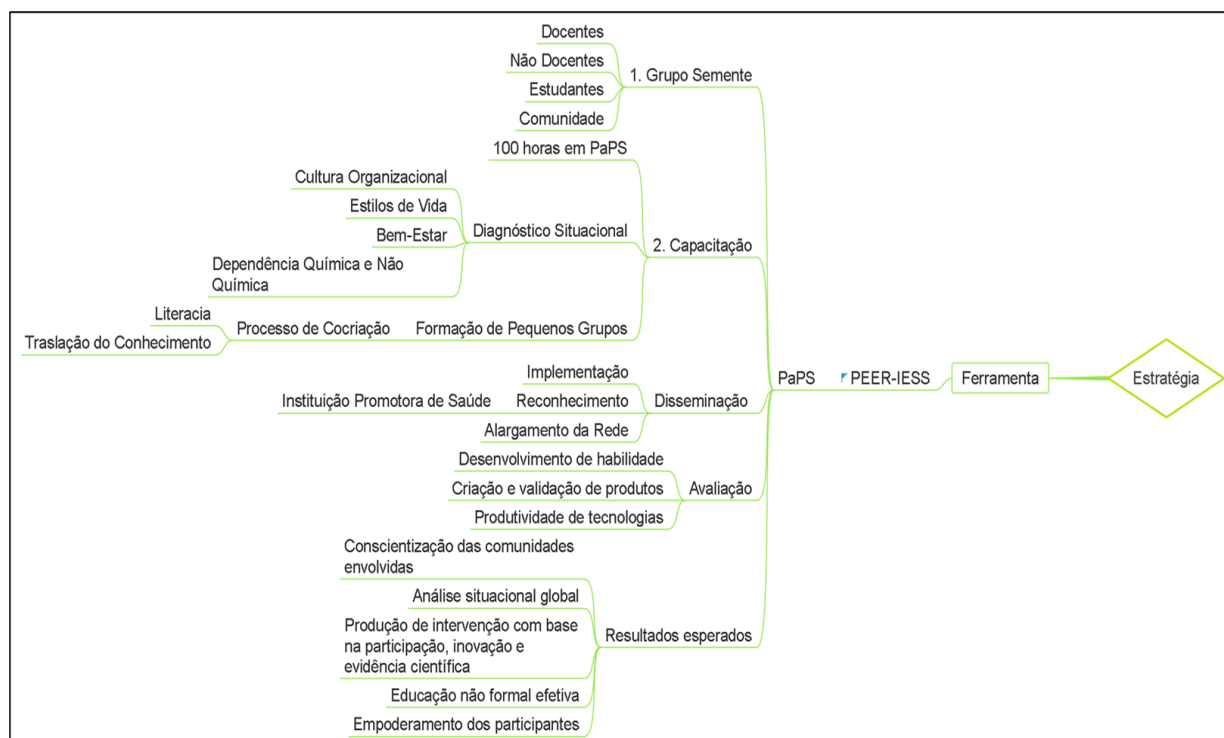 Docentes
Não Docentes
Estudantes
Comunidade
1. Grupo Semente
100 horas em PaPS
Cultura Organizacional
Estilos de Vida
Bem-Estar
Dependência Química e Não
Química
Diagnóstico Situacional
2. Capacitação
Literacia
Traslação do Conhecimento
Processo de Cocriação
Formação de Pequenos Grupos
Implementação
Instituição Promotora de Saúde
Reconhecimento
Alargamento da Rede
Disseminação
Desenvolvimento de habilidade
Criação e validação de produtos
Produtividade de tecnologias
Avaliação
Conscientização das comunidades
envolvidas
Análise situacional global
Produção de intervenção com base
na participação, inovação e
evidência científica
Educação não formal efetiva
Empoderamento dos participantes
Resultados esperados
PaPS
PEER-IESS
Ferramenta
Estratégia